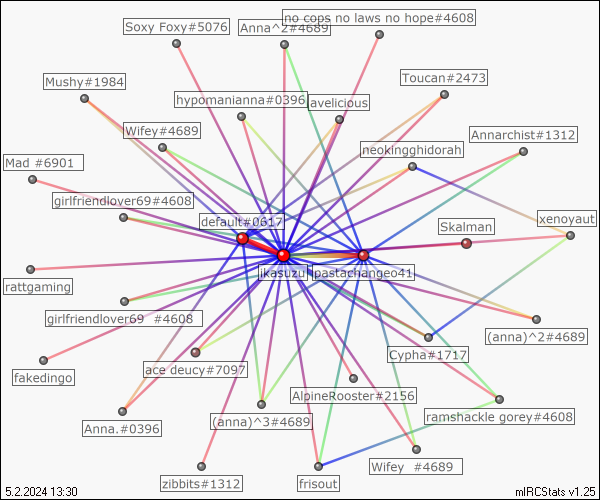 no cops no laws no hope#4608
Soxy Foxy#5076
Anna^2#4689
Toucan#2473
Mushy#1984
hypomanianna#0396
lavelicious
Wifey#4689
Annarchist#1312
neokingghidorah
Mad #6901
girlfriendlover69#4608
default#0617
xenoyaut
Skalman
jkasuzu
pastachangeo41
rattgaming
girlfriendlover69 #4608
(anna)^2#4689
Cypha#1717
fakedingo
ace deucy#7097
AlpineRooster#2156
ramshackle gorey#4608
(anna)^3#4689
Anna.#0396
Wifey #4689
zibbits#1312
frisout
5.2.2024 13:30
mIRCStats v1.25